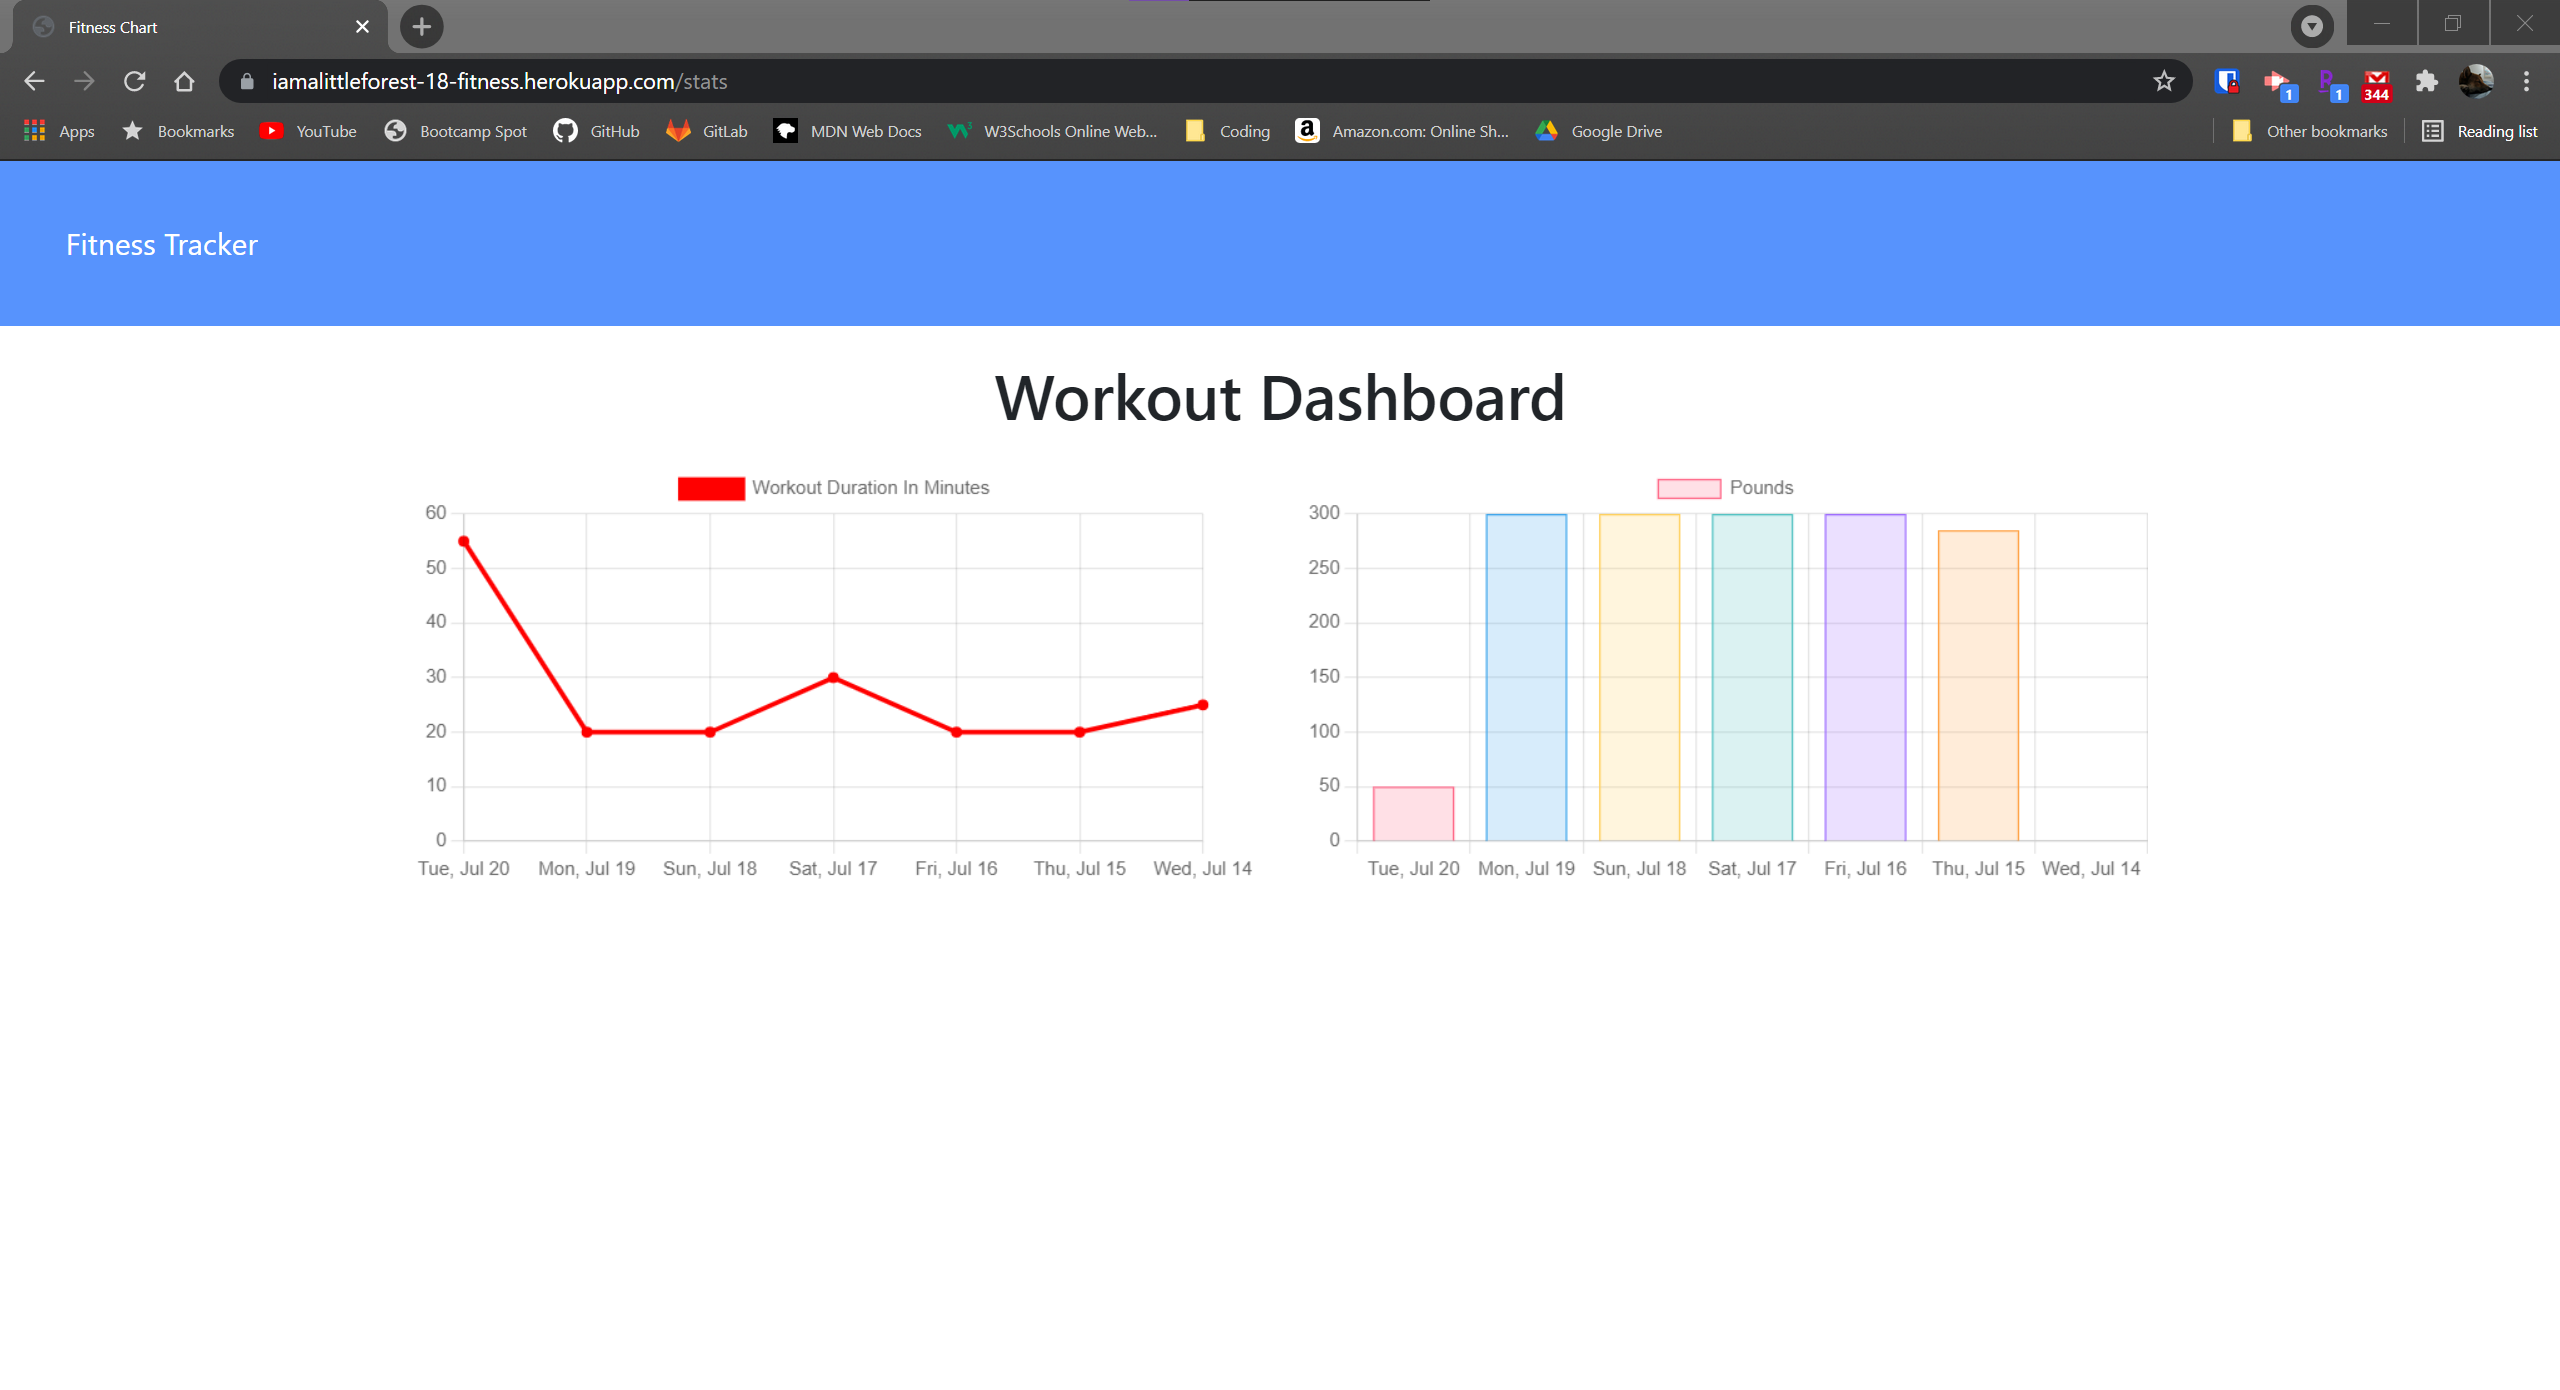 Fitness Chart
iamalittleforest-18-fitness.herokuapp.com/stats
1
1
344
Apps Bookmarks YouTube Bootcamp Spot GitHub GitLab MDN Web Docs W3Schools Online Web... Coding Amazon.com: Online Sh... Google Drive Other bookmarks Reading list
Fitness Tracker
Workout Dashboard
Workout Duration In Minutes
60
50
40
30
20
10
0
Tue, Jul 20 Mon, Jul 19 Sun, Jul 18 Sat, Jul 17 Fri, Jul 16 Thu, Jul 15 Wed, Jul 14
Pounds
300
250
200
150
100
50
0
Tue, Jul 20 Mon, Jul 19 Sun, Jul 18 Sat, Jul 17 Fri, Jul 16 Thu, Jul 15 Wed, Jul 14